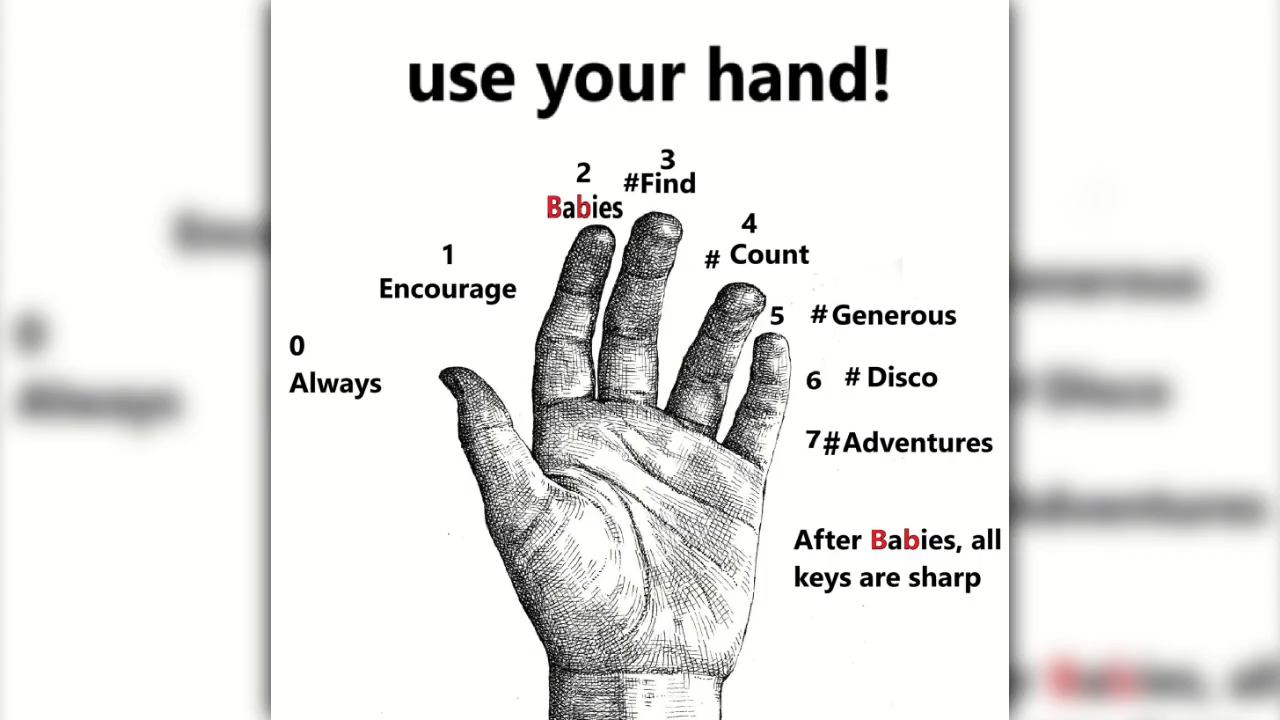 use your hand!
3
#Find
2
Babies
4
# Count
1
Encourage
5 # Generous
0
Always
6 # Disco
7 #Adventures
After Babies, all
keys are sharp